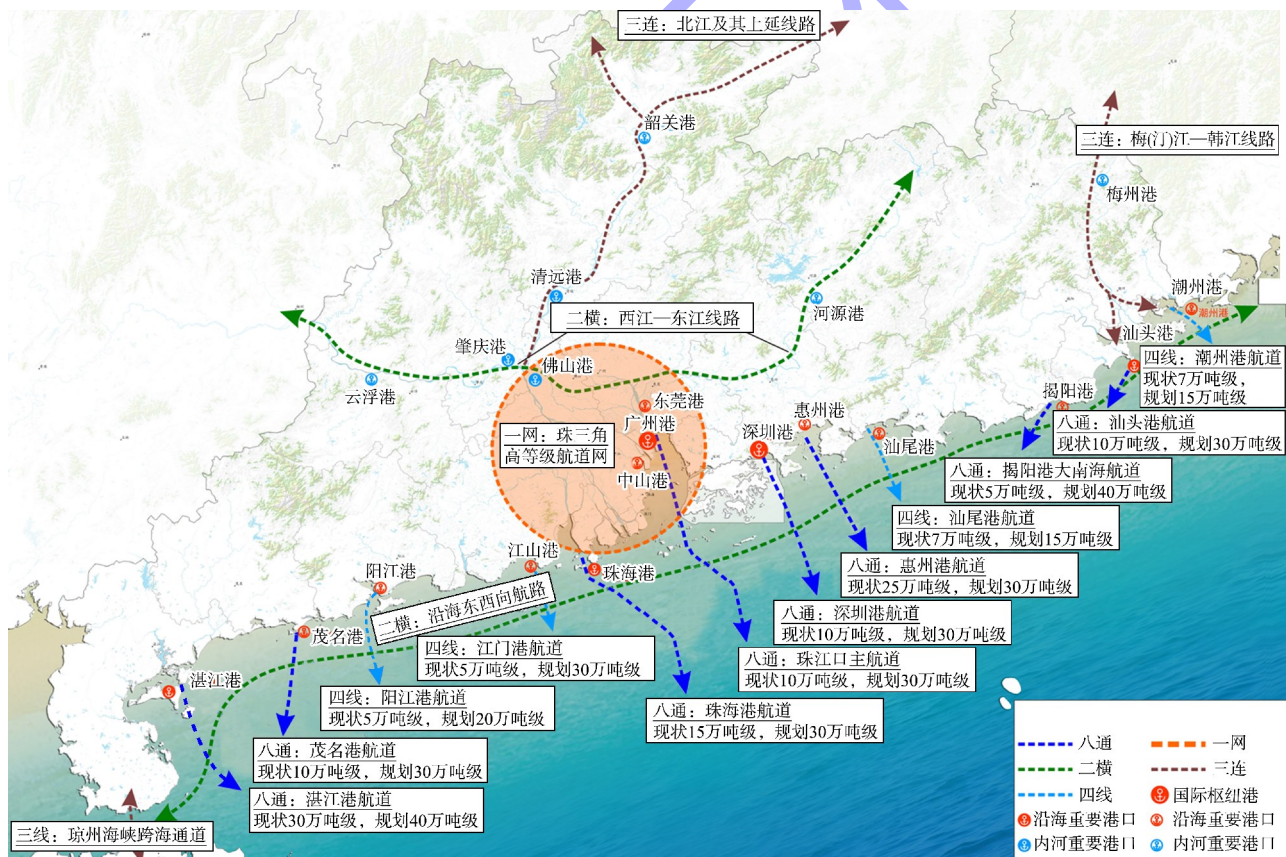 三连：北江及其上延线路
韶关港
三连：梅(汀)江—韩江线路
梅州港
清远港
河源港
二横：西江—东江线路
潮州港
潮州港
肇庆港
佛山港
汕头港
云浮港
四线：潮州港航道
现状7万吨级，
规划15万吨级
东莞港
广州港
一网：珠三角
高等级航道网
中山港
深圳港
惠州港
汕尾港
揭阳港
八通：汕头港航道
现状10万吨级，规划30万吨级
八通：揭阳港大南海航道
现状5万吨级，规划40万吨级
四线：汕尾港航道
现状7万吨级，规划15万吨级
江山港
珠海港
八通：惠州港航道
现状25万吨级，规划30万吨级
阳江港
二横：沿海东西向航路
八通：深圳港航道
现状10万吨级，规划30万吨级
茂名港
四线：江门港航道
现状5万吨级，规划30万吨级
八通：珠江口主航道
现状10万吨级，规划30万吨级
湛江港
四线：阳江港航道
现状5万吨级，规划20万吨级
八通：珠海港航道
现状15万吨级，规划30万吨级
八通：茂名港航道
现状10万吨级，规划30万吨级
八通：湛江港航道
现状30万吨级，规划40万吨级
三线：琼州海峡跨海通道
八通
一网
二横
三连
四线
国际枢纽港
沿海重要港口
沿海重要港口
内河重要港口
内河重要港口